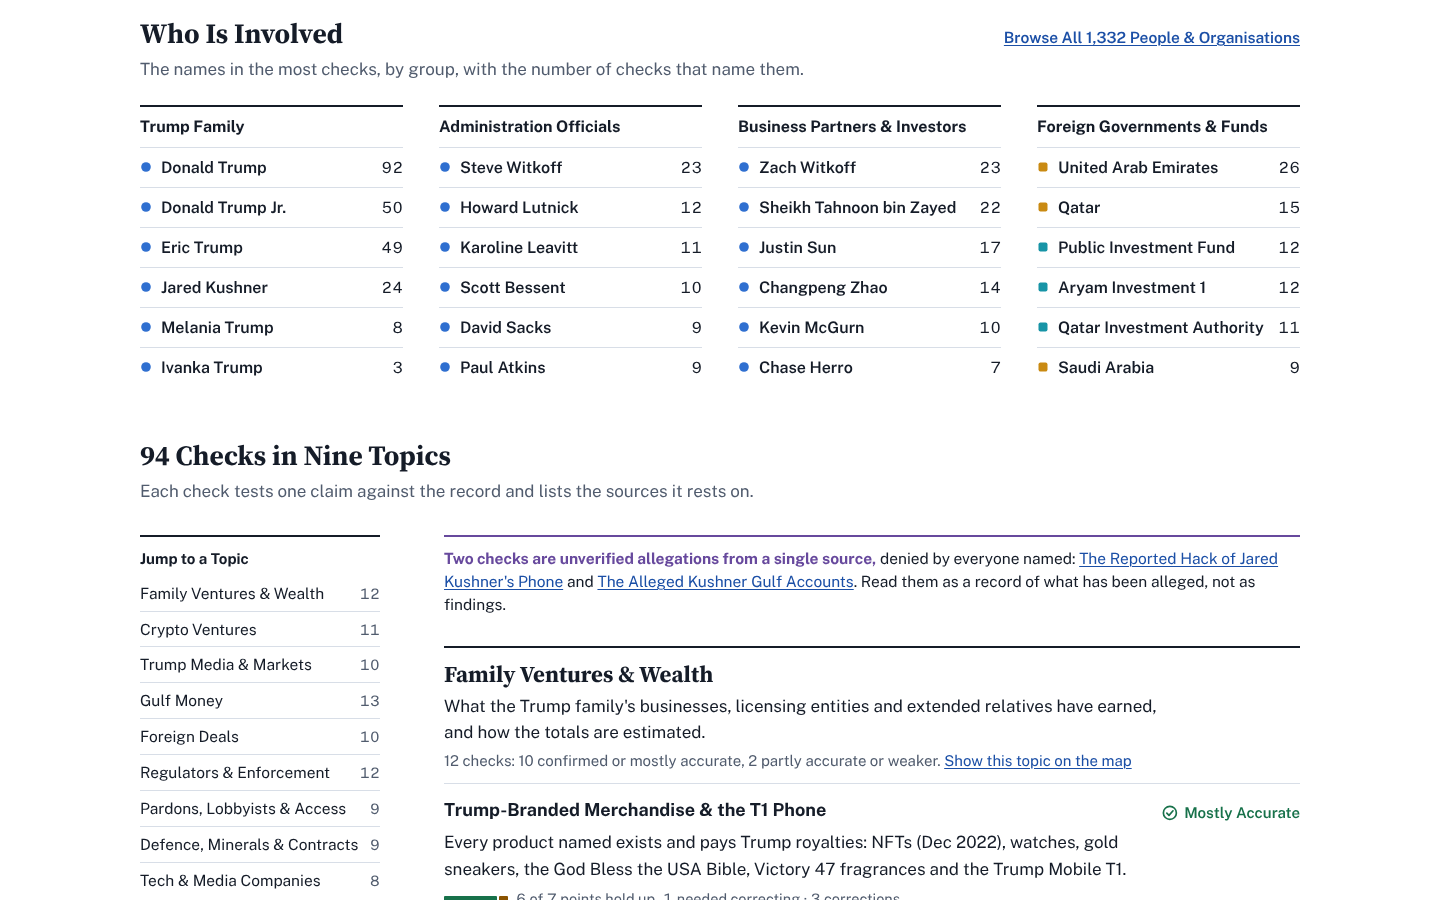 Who Is Involved
Browse All 1,332 People & Organisations
The names in the most checks, by group, with the number of checks that name them.
Trump Family
Donald Trump 92
Donald Trump Jr. 50
Eric Trump 49
Jared Kushner 24
Melania Trump 8
Ivanka Trump 3
Administration Officials
Steve Witkoff 23
Howard Lutnick 12
Karoline Leavitt 11
Scott Bessent 10
David Sacks 9
Paul Atkins 9
Business Partners & Investors
Zach Witkoff 23
Sheikh Tahnoon bin Zayed 22
Justin Sun 17
Changpeng Zhao 14
Kevin McGurn 10
Chase Herro 7
Foreign Governments & Funds
United Arab Emirates 26
Qatar 15
Public Investment Fund 12
Aryam Investment 1 12
Qatar Investment Authority 11
Saudi Arabia 9
94 Checks in Nine Topics
Each check tests one claim against the record and lists the sources it rests on.
Jump to a Topic
Family Ventures & Wealth 12
Crypto Ventures 11
Trump Media & Markets 10
Gulf Money 13
Foreign Deals 10
Regulators & Enforcement 12
Pardons, Lobbyists & Access 9
Defence, Minerals & Contracts 9
Tech & Media Companies 8
Two checks are unverified allegations from a single source, denied by everyone named: The Reported Hack of Jared
Kushner's Phone and The Alleged Kushner Gulf Accounts. Read them as a record of what has been alleged, not as
findings.
Family Ventures & Wealth
What the Trump family's businesses, licensing entities and extended relatives have earned,
and how the totals are estimated.
12 checks: 10 confirmed or mostly accurate, 2 partly accurate or weaker. Show this topic on the map
Trump-Branded Merchandise & the T1 Phone
Mostly Accurate
Every product named exists and pays Trump royalties: NFTs (Dec 2022), watches, gold
sneakers, the God Bless the USA Bible, Victory 47 fragrances and the Trump Mobile T1.
6 of 7 points hold up, 1 needed correcting · 3 corrections